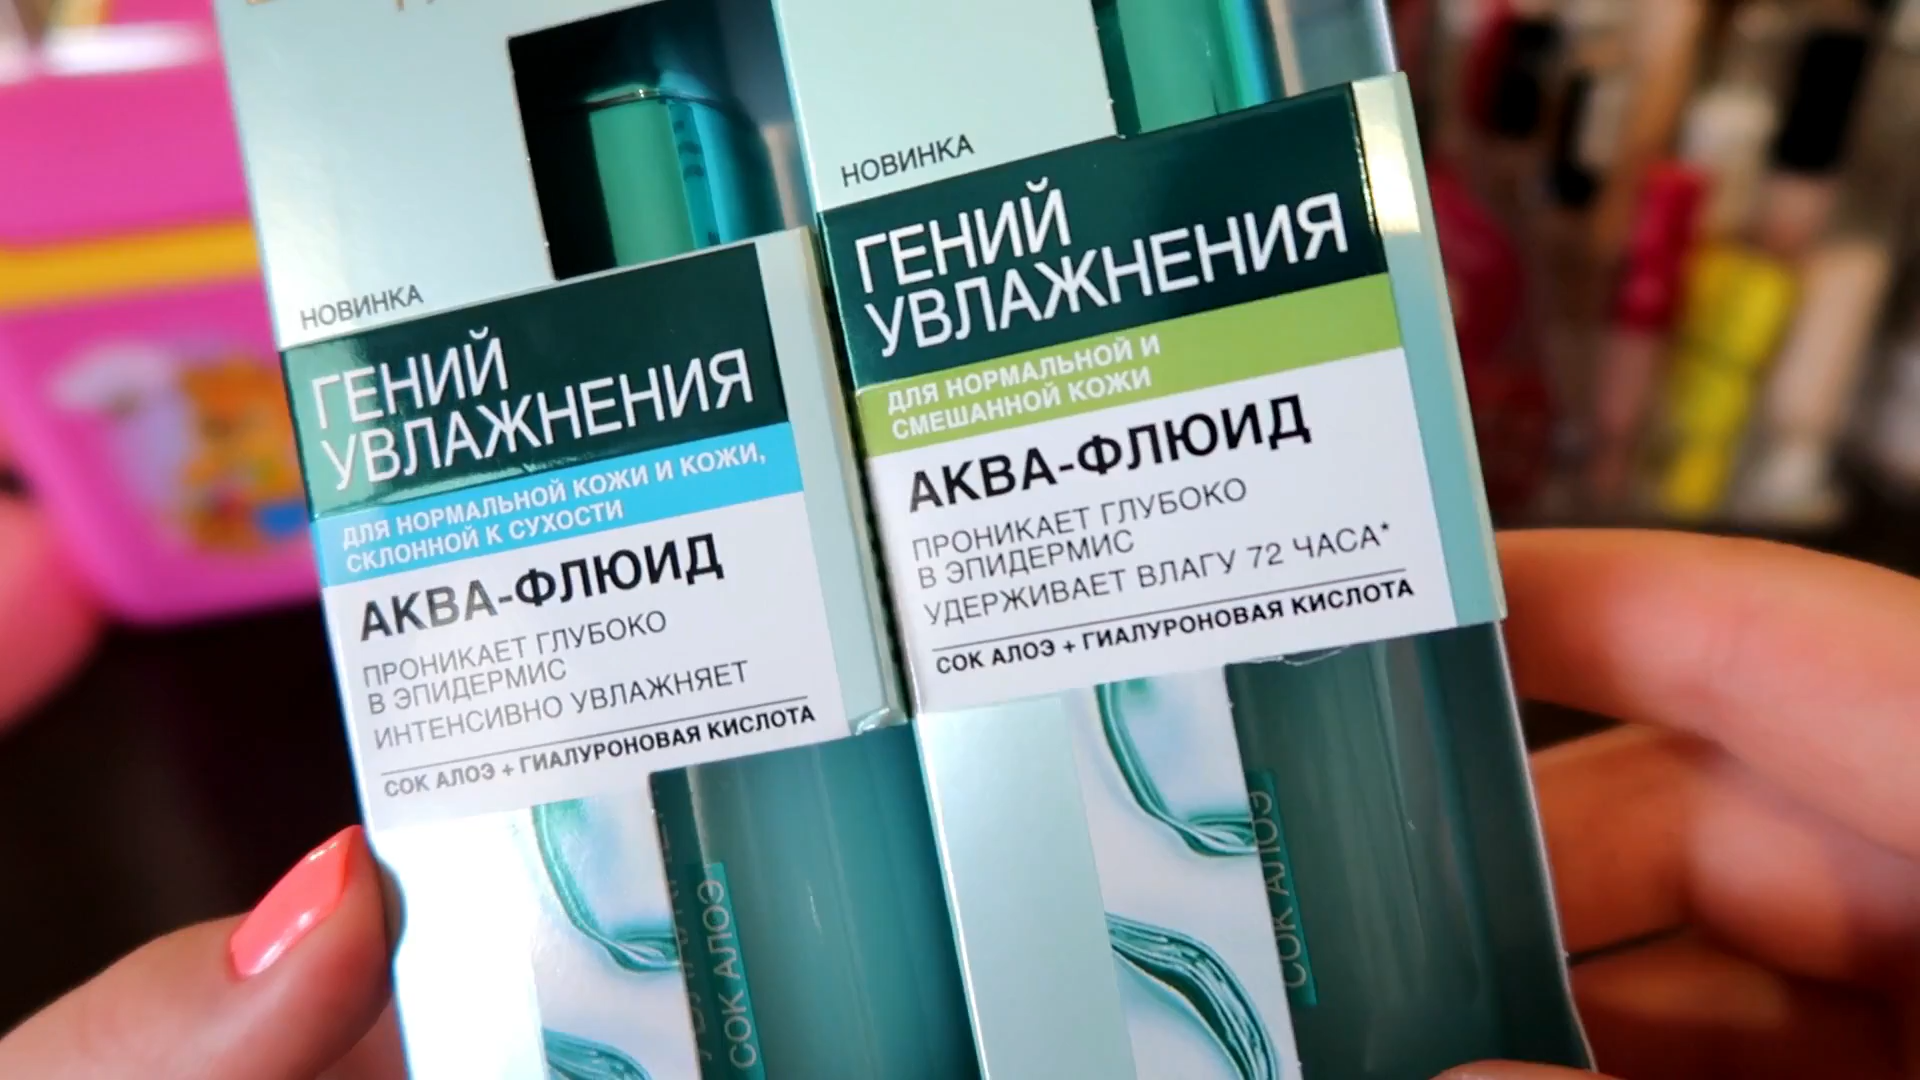 НОВИНКА
ГЕНИЙ
УВЛАЖНЕНИЯ
ДЛЯ НОРМАЛЬНОЙ КОЖИ И КОЖИ,
СКЛОННОЙ К СУХОСТИ
АКВА-ФЛЮИД
ПРОНИКАЕТ ГЛУБОКО
В ЭПИДЕРМИС
ИНТЕНСИВНО УВЛАЖНЯЕТ
СОК АЛОЭ + ГИАЛУРОНОВАЯ КИСЛОТА
СОК АЛОЭ
НОВИНКА
ГЕНИЙ
УВЛАЖНЕНИЯ
ДЛЯ НОРМАЛЬНОЙ И
СМЕШАННОЙ КОЖИ
АКВА-ФЛЮИД
ПРОНИКАЕТ ГЛУБОКО
В ЭПИДЕРМИС
УДЕРЖИВАЕТ ВЛАГУ 72 ЧАСА*
СОК АЛОЭ + ГИАЛУРОНОВАЯ КИСЛОТА
СОК АЛОЭ